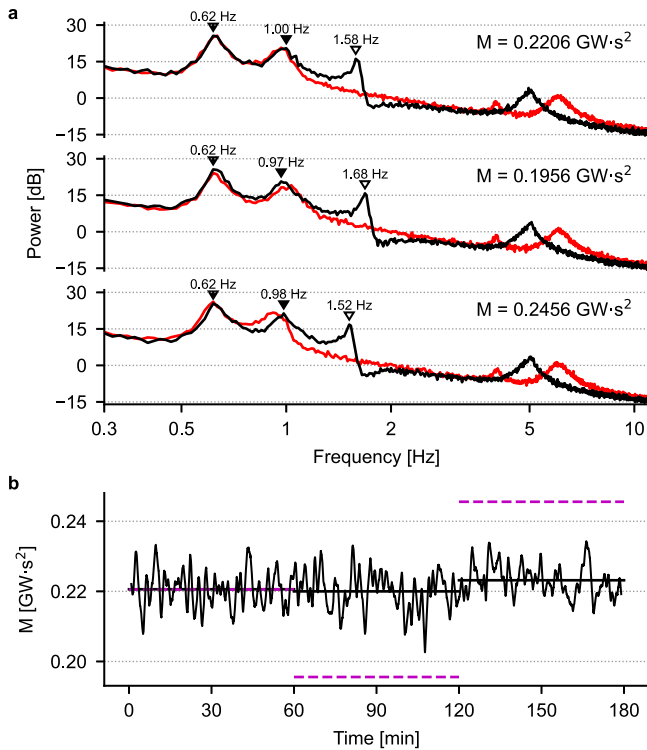 a
0.62 Hz
1.00 Hz
1.58 Hz
M = 0.2206 GW·s²
30
15
0
−15
0.62 Hz
0.97 Hz
1.68 Hz
M = 0.1956 GW·s²
30
15
0
−15
Power [dB]
0.62 Hz
0.98 Hz
1.52 Hz
M = 0.2456 GW·s²
30
15
0
−15
0.3 0.5 1 2 5 10
Frequency [Hz]
b
0.24
0.22
0.20
M [GW·s²]
0 30 60 90 120 150 180
Time [min]